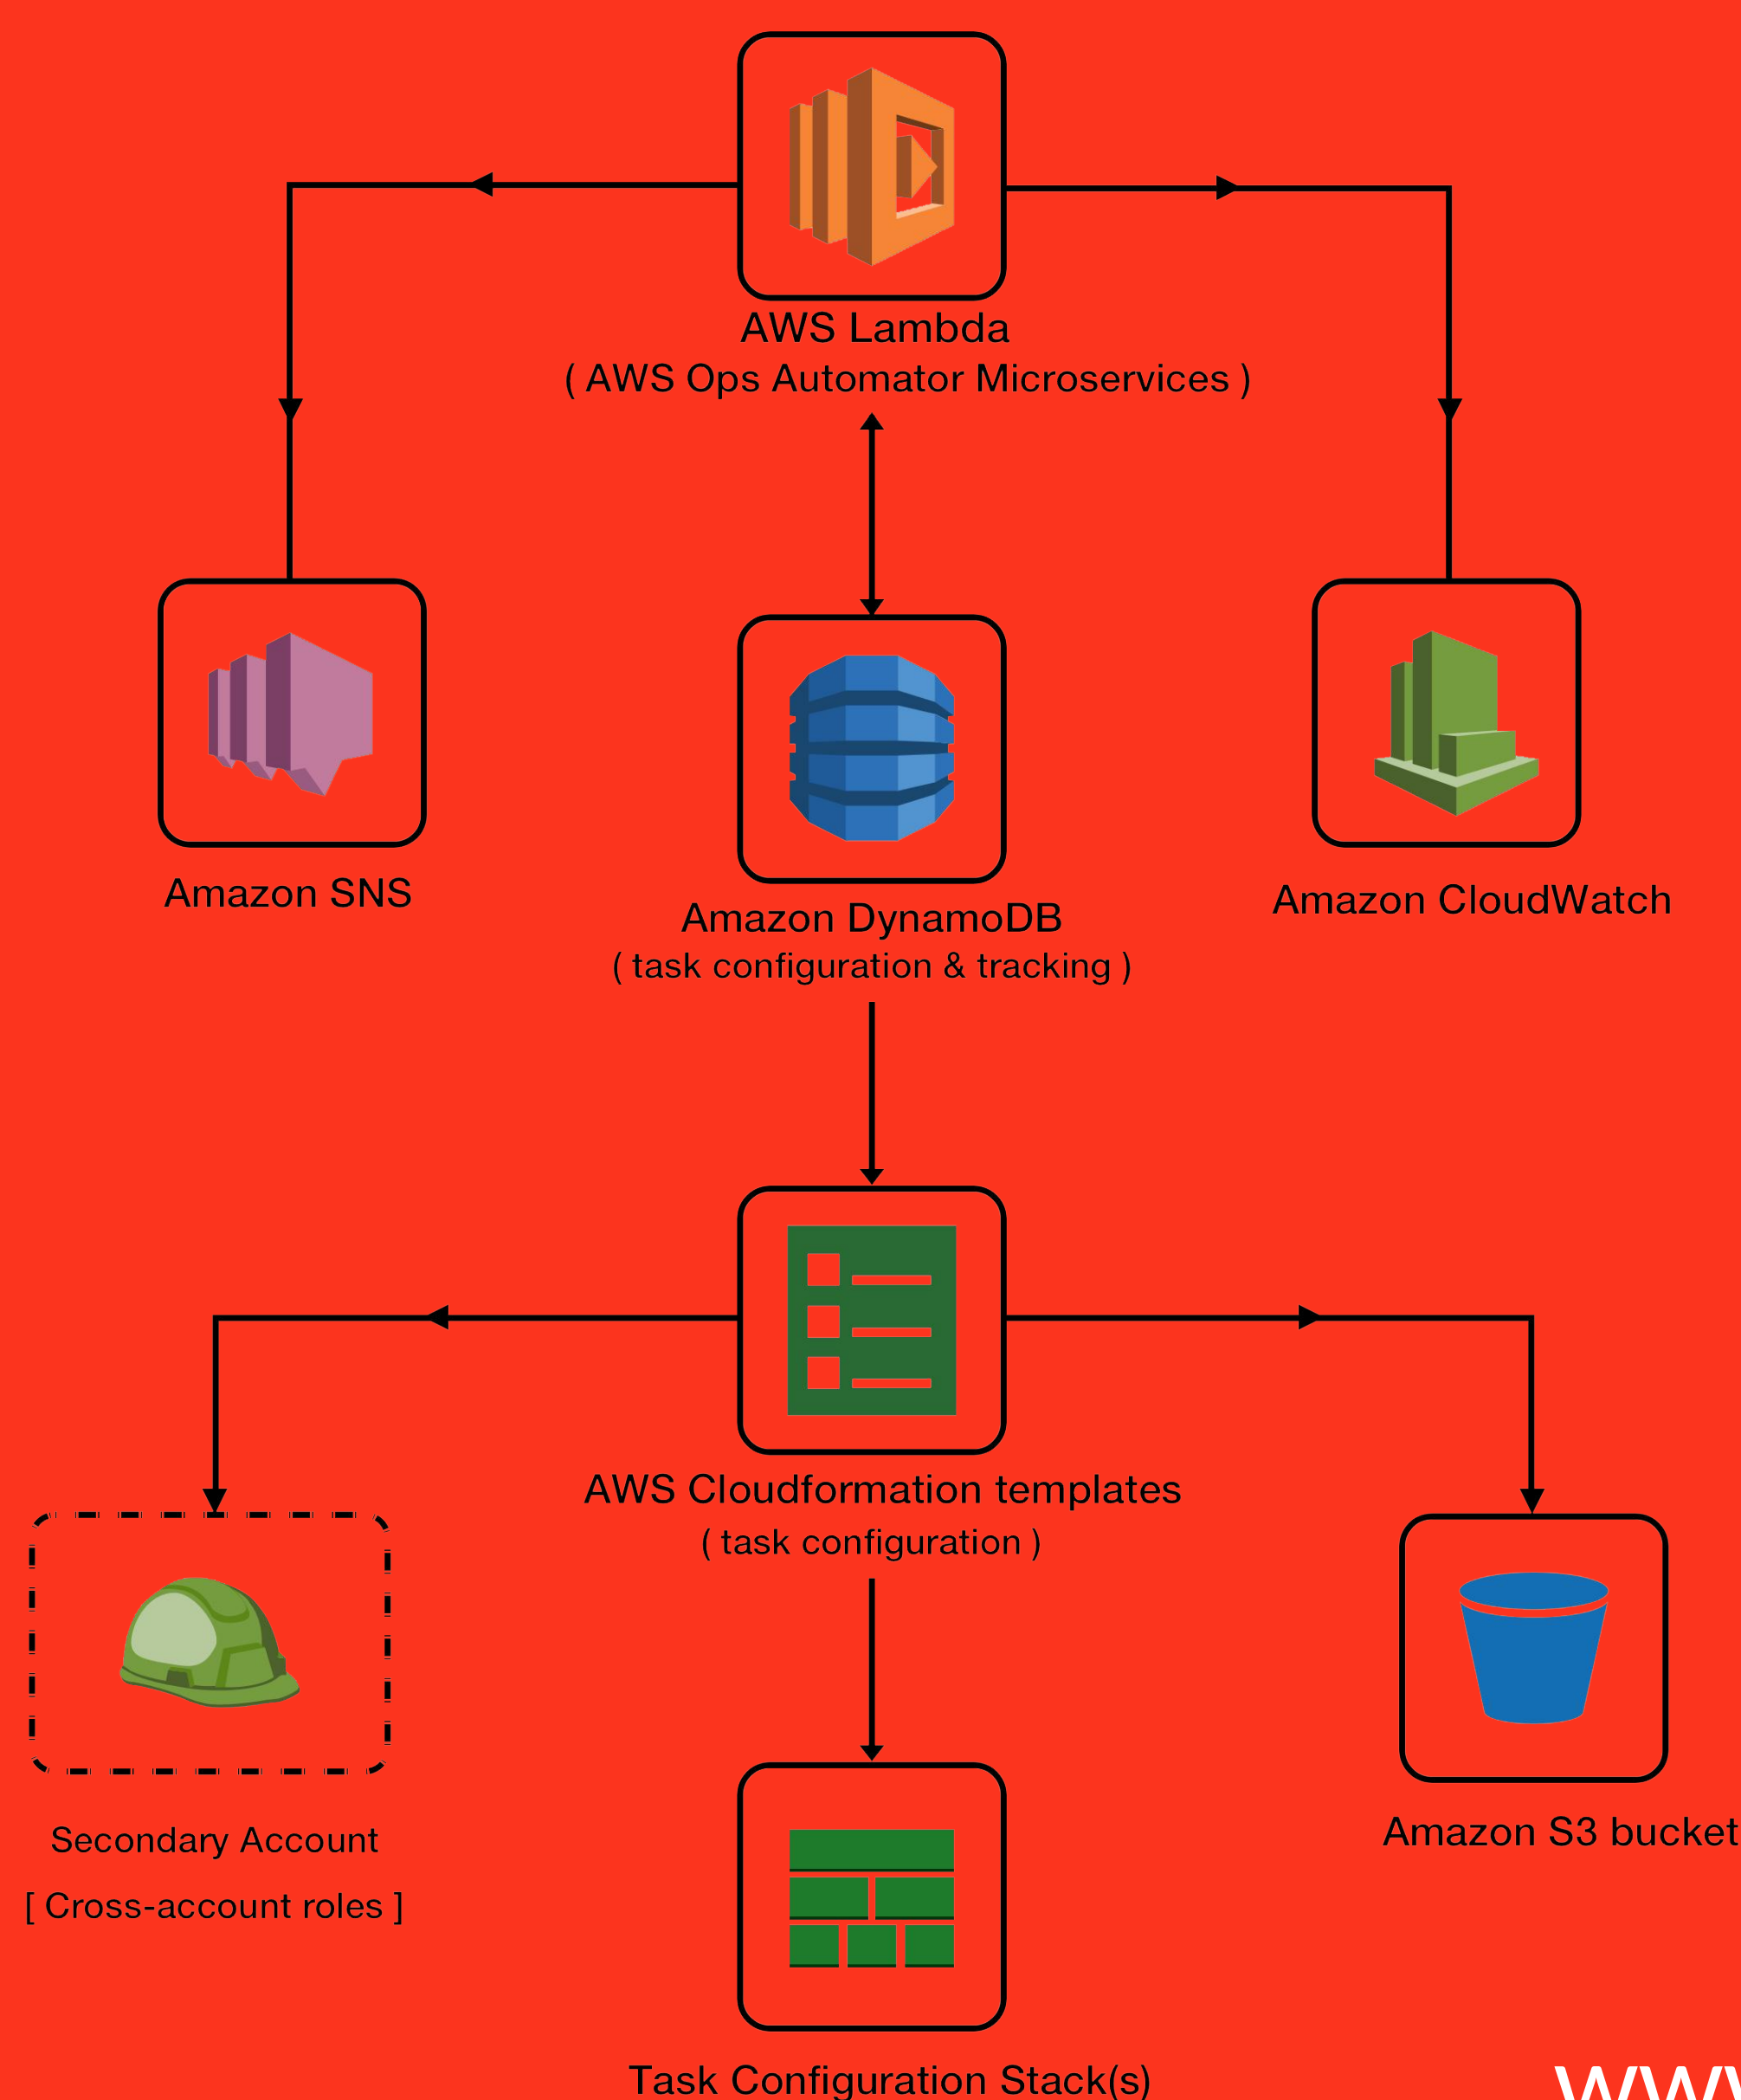 AWS Lambda
( AWS Ops Automator Microservices )
Amazon SNS
Amazon DynamoDB
( task configuration & tracking )
Amazon CloudWatch
AWS Cloudformation templates
( task configuration )
Secondary Account
[ Cross-account roles ]
Amazon S3 bucket
Task Configuration Stack(s)